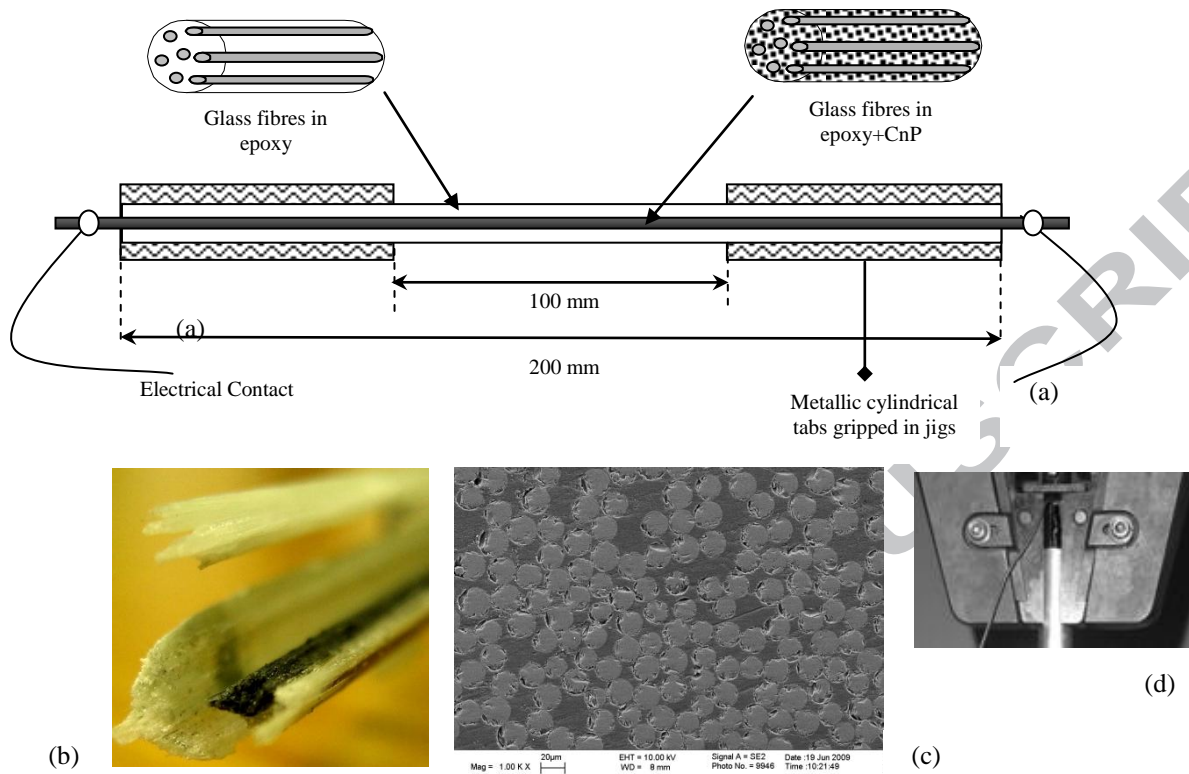 Glass fibres in
epoxy
Glass fibres in
epoxy+CnP
100 mm
(a)
200 mm
Electrical Contact
Metallic cylindrical
tabs gripped in jigs
(a)
(b)
Mag = 1.00 K X
20µm
EHT = 10.00 kV
WD = 8 mm
Signal A = SE2
Photo No. = 9946
Date :19 Jun 2009
Time :10:21:49
(c)
(d)